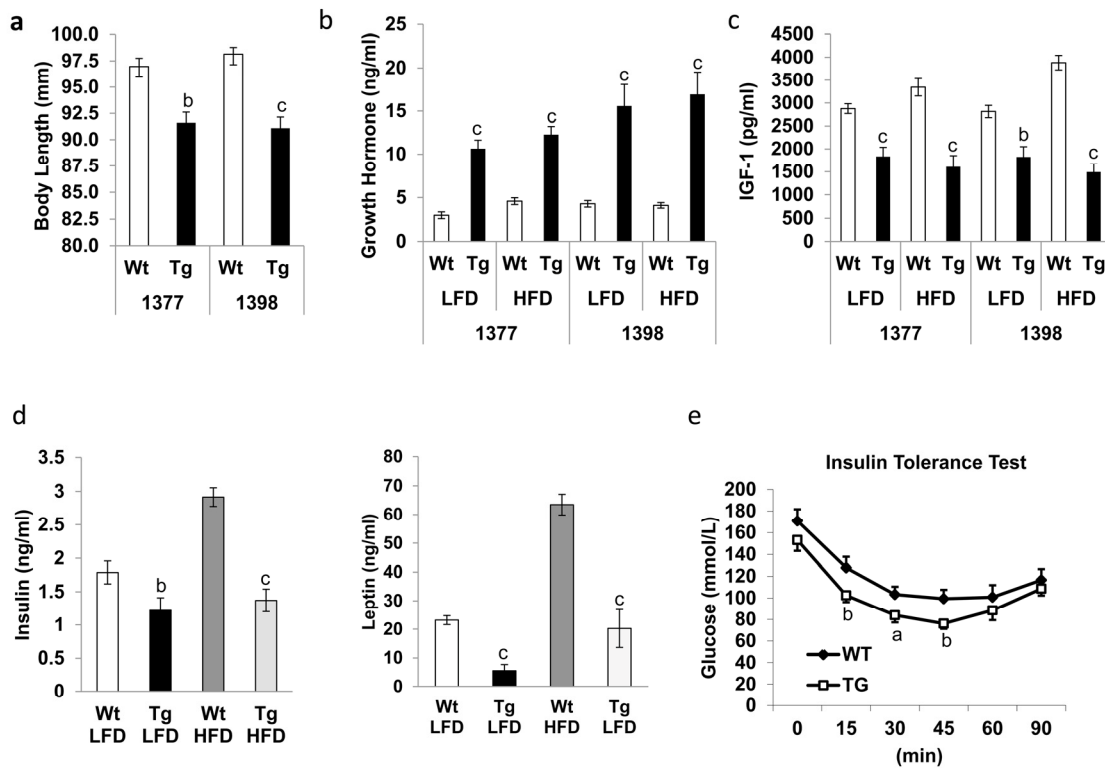 a
Body Length (mm)
100.0
97.5
95.0
92.5
90.0
87.5
85.0
82.5
80.0
b
c
Wt Tg Wt Tg
1377 1398
b
Growth Hormone (ng/ml)
25
20
15
10
5
0
c
c
c
c
Wt Tg Wt Tg Wt Tg Wt Tg
LFD HFD LFD HFD
1377 1398
c
IGF-1 (pg/ml)
4500
4000
3500
3000
2500
2000
1500
1000
500
0
c
c
b
c
Wt Tg Wt Tg Wt Tg Wt Tg
LFD HFD LFD HFD
1377 1398
d
Insulin (ng/ml)
3.5
3
2.5
2
1.5
1
0.5
0
b
c
Wt Tg Wt Tg
LFD LFD HFD HFD
Leptin (ng/ml)
80
70
60
50
40
30
20
10
0
c
c
Wt Tg Wt Tg
LFD LFD HFD LFD
e
Insulin Tolerance Test
Glucose (mmol/L)
200
180
160
140
120
100
80
60
40
20
0
b
a
b
WT
TG
0 15 30 45 60 90
(min)